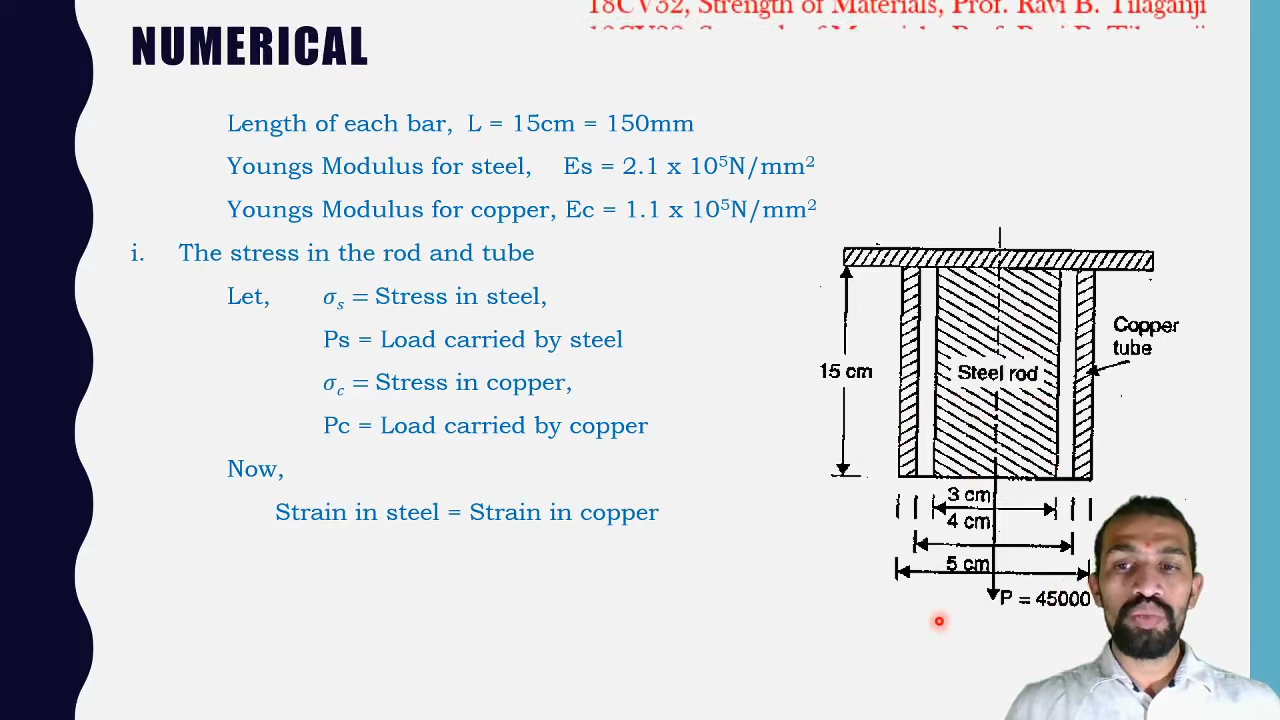 18CV32, Strength of Materials, Prof. Ravi B. Tilaganji
NUMERICAL
Length of each bar, L = 15cm = 150mm
Youngs Modulus for steel, Es = 2.1 x 10⁵N/mm²
Youngs Modulus for copper, Ec = 1.1 x 10⁵N/mm²
i. The stress in the rod and tube
Let, σₛ = Stress in steel,
Ps = Load carried by steel
σ꜀ = Stress in copper,
Pc = Load carried by copper
Now,
Strain in steel = Strain in copper
Copper
tube
15 cm
Steel rod
3 cm
4 cm
5 cm
P = 45000